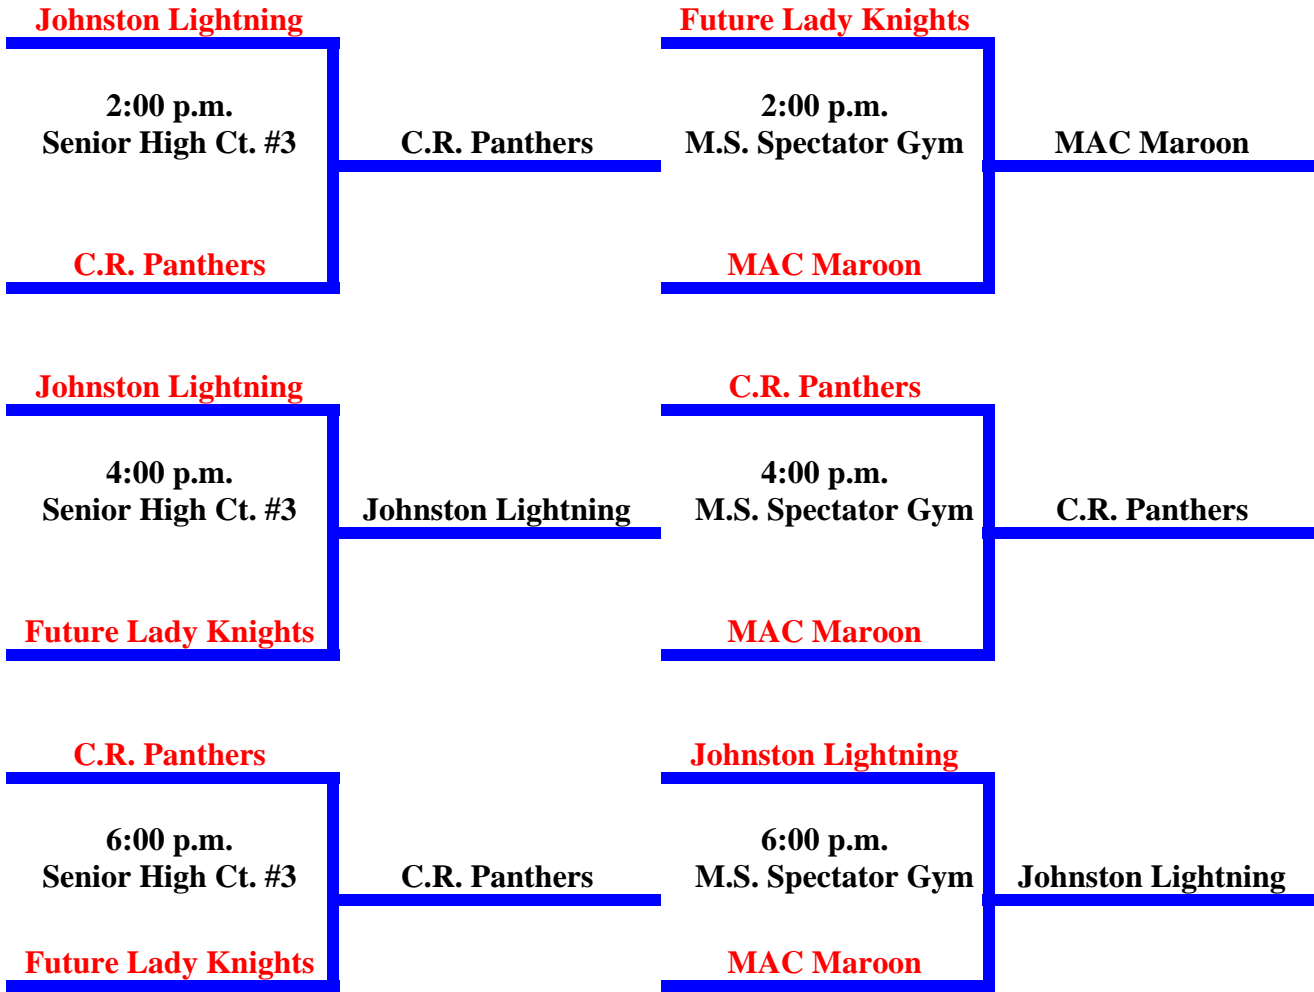 Johnston Lightning
2:00 p.m.
Senior High Ct. #3
C.R. Panthers
C.R. Panthers
Future Lady Knights
2:00 p.m.
M.S. Spectator Gym
MAC Maroon
MAC Maroon
Johnston Lightning
4:00 p.m.
Senior High Ct. #3
Johnston Lightning
Future Lady Knights
C.R. Panthers
4:00 p.m.
M.S. Spectator Gym
C.R. Panthers
MAC Maroon
C.R. Panthers
6:00 p.m.
Senior High Ct. #3
C.R. Panthers
Future Lady Knights
Johnston Lightning
6:00 p.m.
M.S. Spectator Gym
Johnston Lightning
MAC Maroon